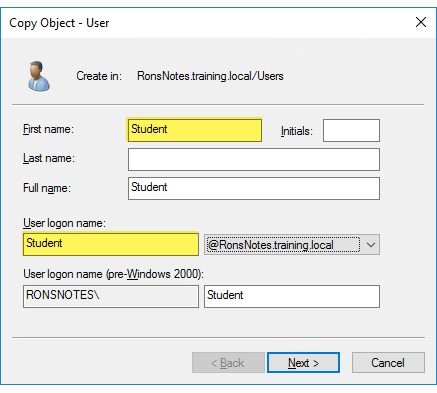 Copy Object - User
Create in: RonsNotes.training.local/Users
First name: Student Initials:
Last name:
Full name: Student
User logon name:
Student @RonsNotes.training.local
User logon name (pre-Windows 2000):
RONSNOTES\ Student
< Back Next > Cancel